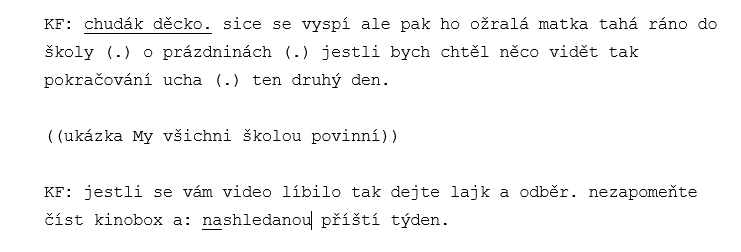 KF: chudák děcko. sice se vyspí ale pak ho ožralá matka tahá ráno do
školy (.) o prázdninách (.) jestli bych chtěl něco vidět tak
pokračování ucha (.) ten druhý den.
((ukázka My všichni školou povinní))
KF: jestli se vám video líbilo tak dejte lajk a odběr. nezapomeňte
číst kinobox a: nashledanou příští týden.